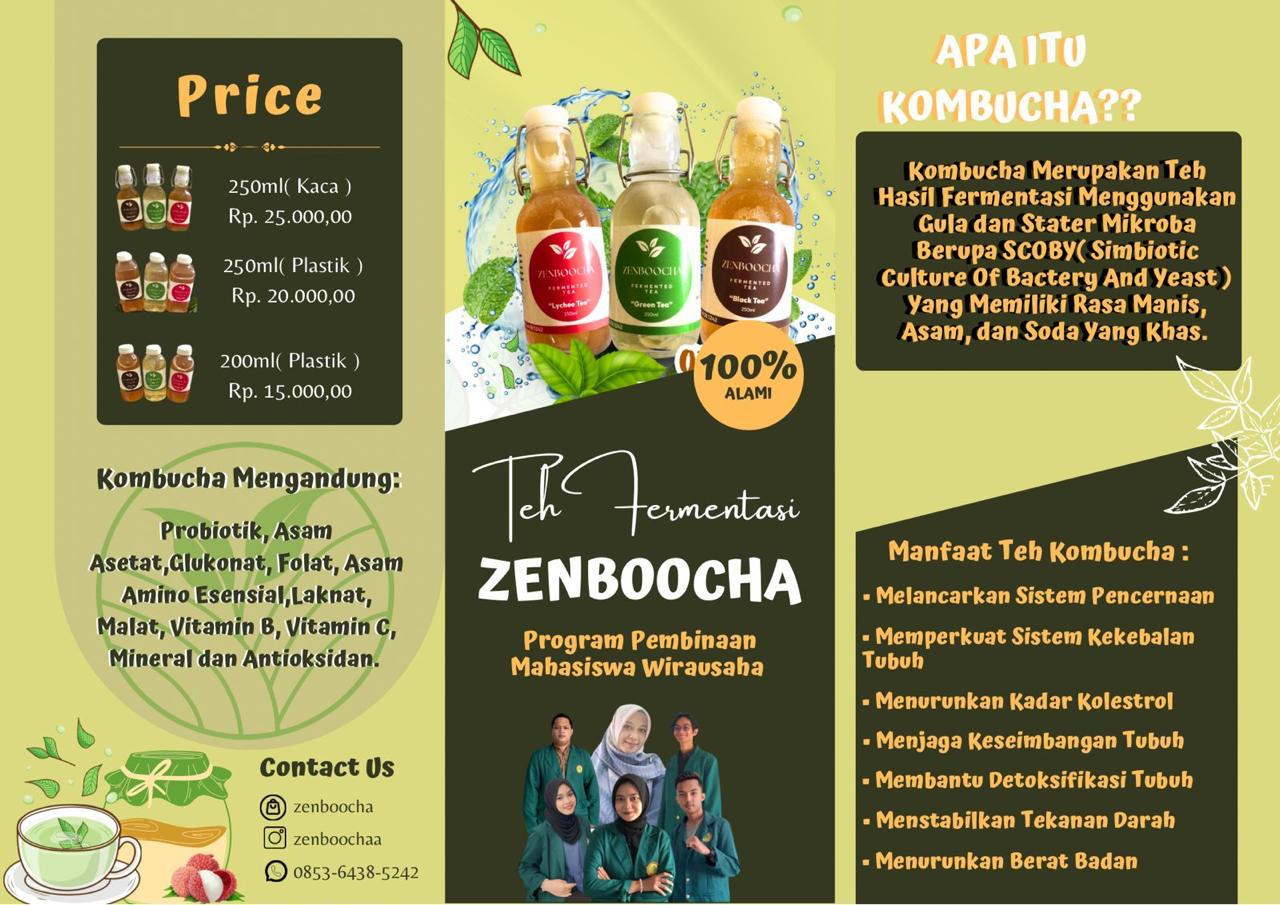 Price
250ml( Kaca )
Rp. 25.000,00
250ml( Plastik )
Rp. 20.000,00
200ml( Plastik )
Rp. 15.000,00
Kombucha Mengandung:
Probiotik, Asam
Asetat,Glukonat, Folat, Asam
Amino Esensial,Laknat,
Malat, Vitamin B, Vitamin C,
Mineral dan Antioksidan.
Contact Us
zenboocha
zenboochaa
0853-6438-5242
ZENBOOCHA
FERMENTED
TEA
"Lychee Tea"
250ml
ZENBOOCHA
FERMENTED
TEA
"Green Tea"
250ml
ZENBOOCHA
FERMENTED
TEA
"Black Tea"
250ml
100%
ALAMI
Teh Fermentasi
ZENBOOCHA
Program Pembinaan
Mahasiswa Wirausaha
APA ITU
KOMBUCHA??
Kombucha Merupakan Teh
Hasil Fermentasi Menggunakan
Gula dan Stater Mikroba
Berupa SCOBY( Simbiotic
Culture Of Bactery And Yeast)
Yang Memiliki Rasa Manis,
Asam, dan Soda Yang Khas.
Manfaat Teh Kombucha :
▪ Melancarkan Sistem Pencernaan
▪ Memperkuat Sistem Kekebalan
Tubuh
▪ Menurunkan Kadar Kolestrol
▪ Menjaga Keseimbangan Tubuh
▪ Membantu Detoksifikasi Tubuh
▪ Menstabilkan Tekanan Darah
▪ Menurunkan Berat Badan